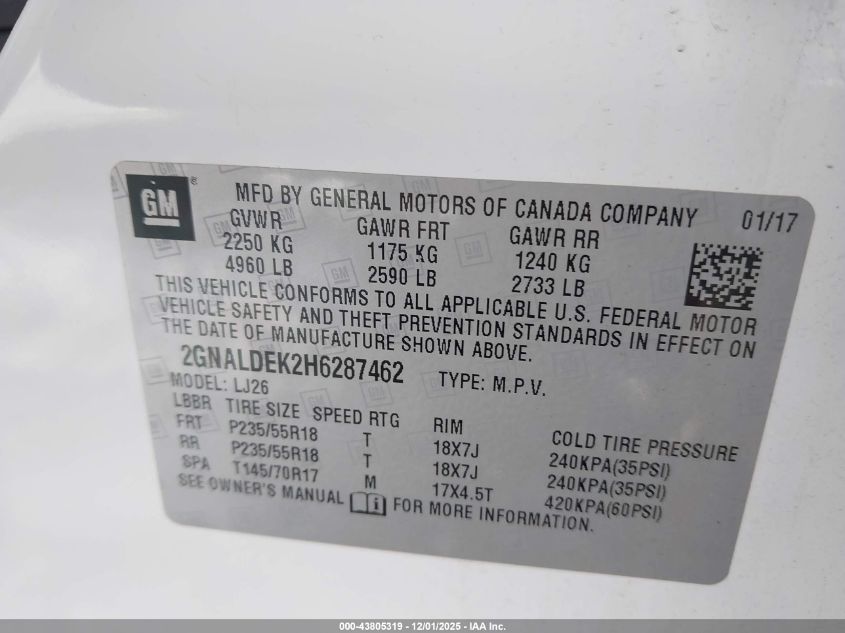 GM ® MFD BY GENERAL MOTORS OF CANADA COMPANY 01/17
GVWR GAWR FRT GAWR RR
2250 KG 1175 KG 1240 KG
4960 LB 2590 LB 2733 LB
THIS VEHICLE CONFORMS TO ALL APPLICABLE U.S. FEDERAL MOTOR
VEHICLE SAFETY AND THEFT PREVENTION STANDARDS IN EFFECT ON
THE DATE OF MANUFACTURE SHOWN ABOVE.
2GNALDEK2H6287462 TYPE: M.P.V.
MODEL: LJ26
LBBR TIRE SIZE SPEED RTG RIM COLD TIRE PRESSURE
FRT P235/55R18 T 18X7J 240KPA(35PSI)
RR P235/55R18 T 18X7J 240KPA(35PSI)
SPA T145/70R17 M 17X4.5T 420KPA(60PSI)
SEE OWNER'S MANUAL FOR MORE INFORMATION.
000-43805319 - 12/01/2025 - IAA Inc.